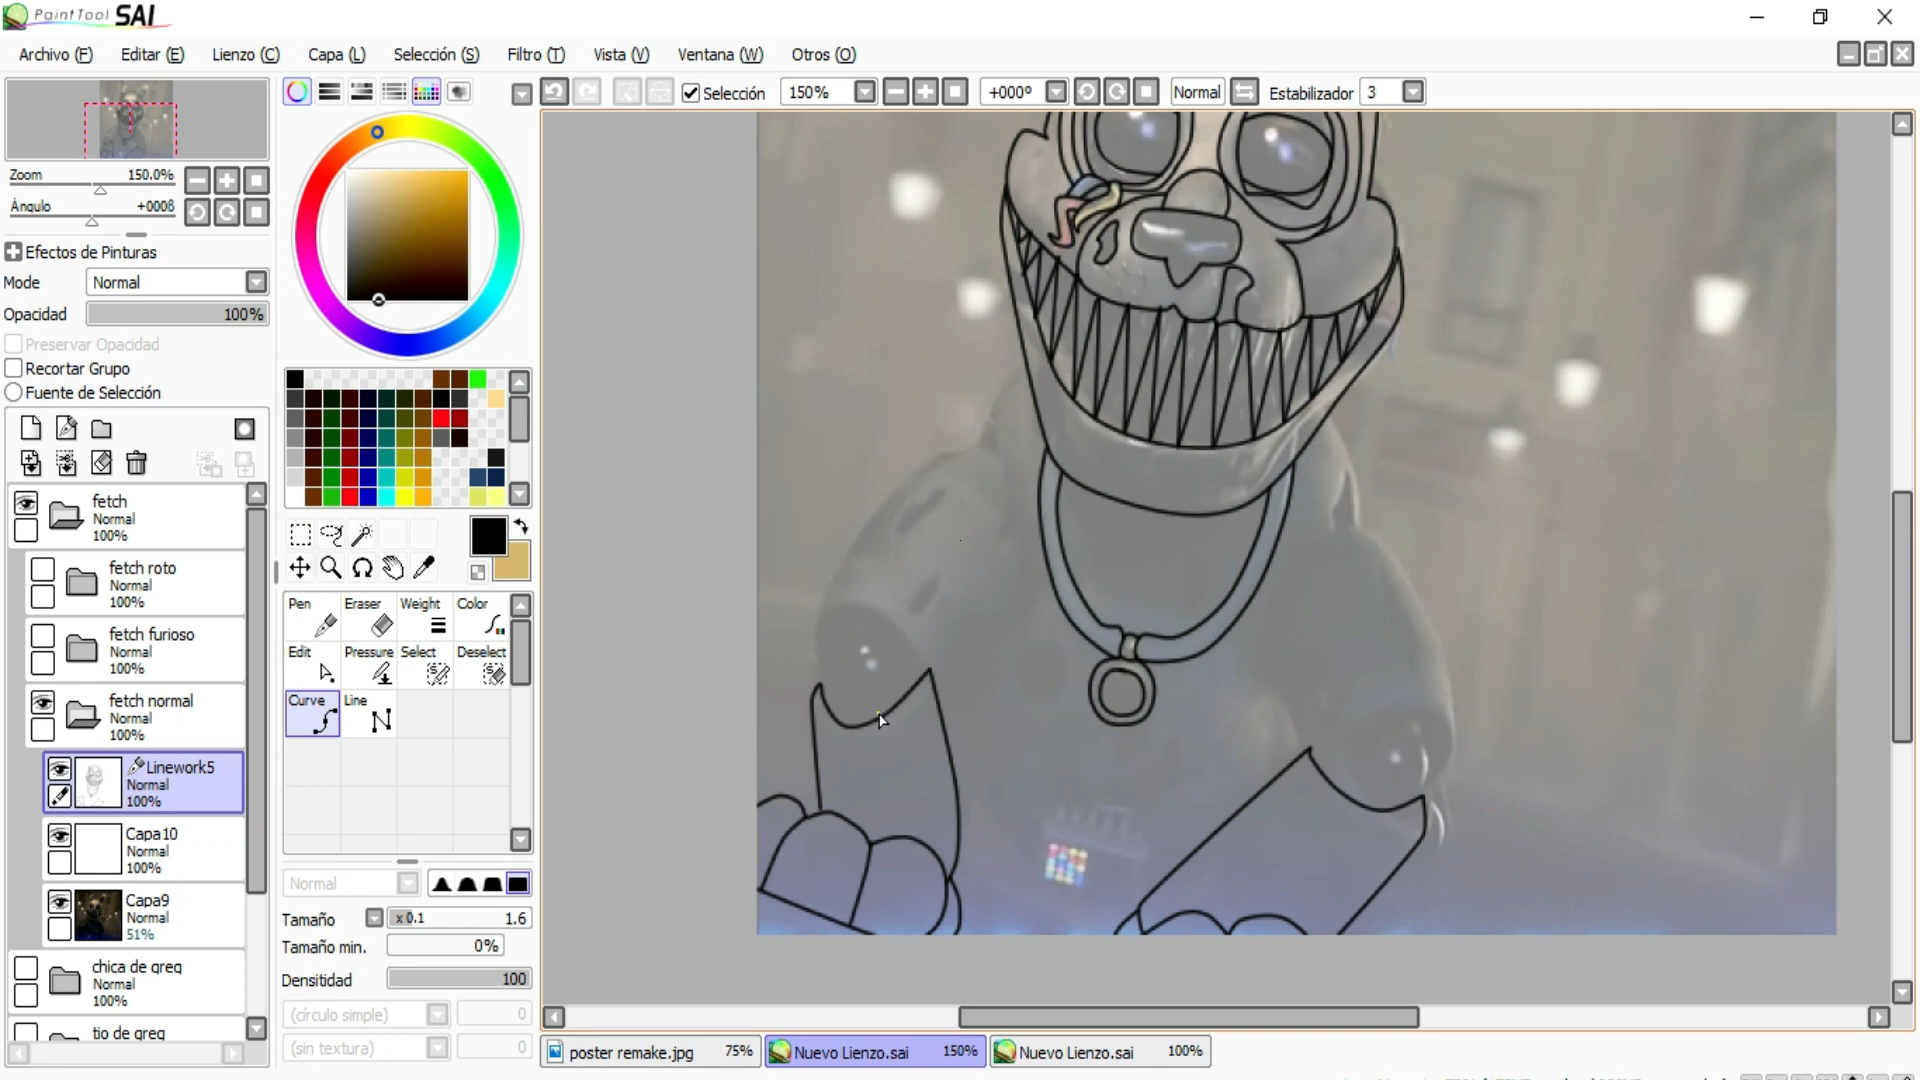 PaintTool SAI
Archivo (F) Editar (E) Lienzo (C) Capa (L) Selección (S) Filtro (T) Vista (V) Ventana (W) Otros (O)
Selección 150% +000º Normal Estabilizador 3
Zoom 150.0%
Ángulo +000ß
Efectos de Pinturas
Mode Normal
Opacidad 100%
Preservar Opacidad
Recortar Grupo
Fuente de Selección
fetch
Normal
100%
fetch roto
Normal
100%
fetch furioso
Normal
100%
fetch normal
Normal
100%
Linework5
Normal
100%
Capa10
Normal
100%
Capa9
Normal
51%
chica de greg
Normal
100%
tio de greg
Pen Eraser Weight Color
Edit Pressure Select Deselect
Curve Line
Normal
Tamaño x 0.1 1.6
Tamaño min. 0%
Densitidad 100
(círculo simple) 0
(sin textura) 0
poster remake.jpg 75% Nuevo Lienzo.sai 150% Nuevo Lienzo.sai 100%